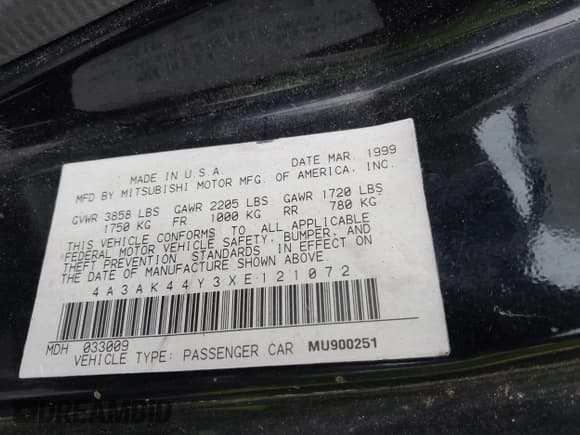 MADE IN U.S.A. DATE MAR. 1999
MFD BY MITSUBISHI MOTOR MFG. OF AMERICA, INC.
GVWR 3858 LBS GAWR 2205 LBS GAWR 1720 LBS
1750 KG FR. 1000 KG RR 780 KG
THIS VEHICLE CONFORMS TO ALL APPLICABLE
FEDERAL MOTOR VEHICLE SAFETY, BUMPER, AND
THEFT PREVENTION STANDARDS IN EFFECT ON
THE DATE OF MANUFACTURE SHOWN ABOVE.
4A3AK44Y3XE121072
MDH 033009
VEHICLE TYPE: PASSENGER CAR MU900251
DREAMBID